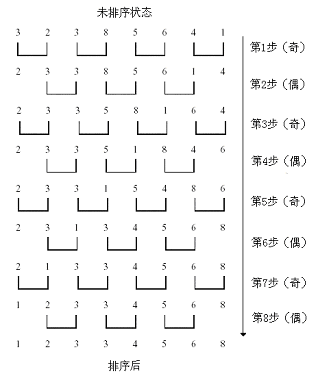 未排序状态
3 2 3 8 5 6 4 1
第1步（奇）
2 3 3 8 5 6 1 4
第2步（偶）
2 3 3 5 8 1 6 4
第3步（奇）
2 3 3 5 1 8 4 6
第4步（偶）
2 3 3 1 5 4 8 6
第5步（奇）
2 3 1 3 4 5 6 8
第6步（偶）
2 1 3 3 4 5 6 8
第7步（奇）
1 2 3 3 4 5 6 8
第8步（偶）
1 2 3 3 4 5 6 8
排序后